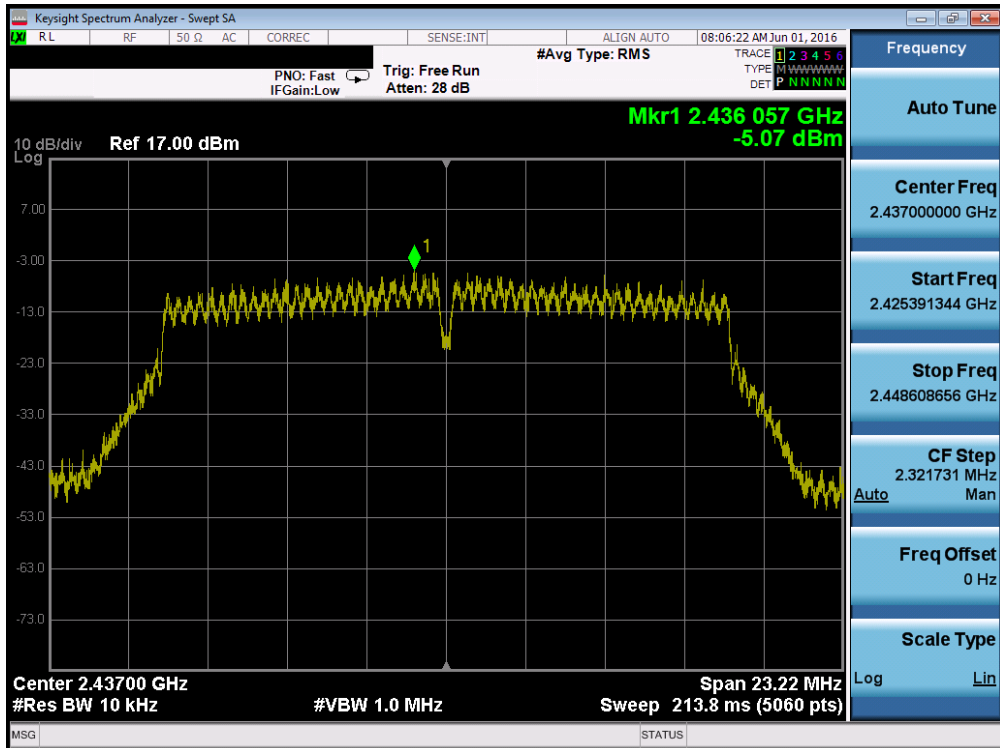 Keysight Spectrum Analyzer - Swept SA
LXI RL RF 50 Ω AC CORREC SENSE:INT ALIGN AUTO 08:06:22 AM Jun 01, 2016
#Avg Type: RMS TRACE 1 2 3 4 5 6
PNO: Fast Trig: Free Run TYPE M W W W W W
IFGain:Low Atten: 28 dB DET P N N N N N
Mkr1 2.436 057 GHz
-5.07 dBm
10 dB/div Ref 17.00 dBm
Log
1
7.00
-3.00
-13.0
-23.0
-33.0
-43.0
-53.0
-63.0
-73.0
Center 2.43700 GHz Span 23.22 MHz
#Res BW 10 kHz #VBW 1.0 MHz Sweep 213.8 ms (5060 pts)
MSG STATUS
Frequency
Auto Tune
Center Freq
2.437000000 GHz
Start Freq
2.425391344 GHz
Stop Freq
2.448608656 GHz
CF Step
2.321731 MHz
Auto Man
Freq Offset
0 Hz
Scale Type
Log Lin